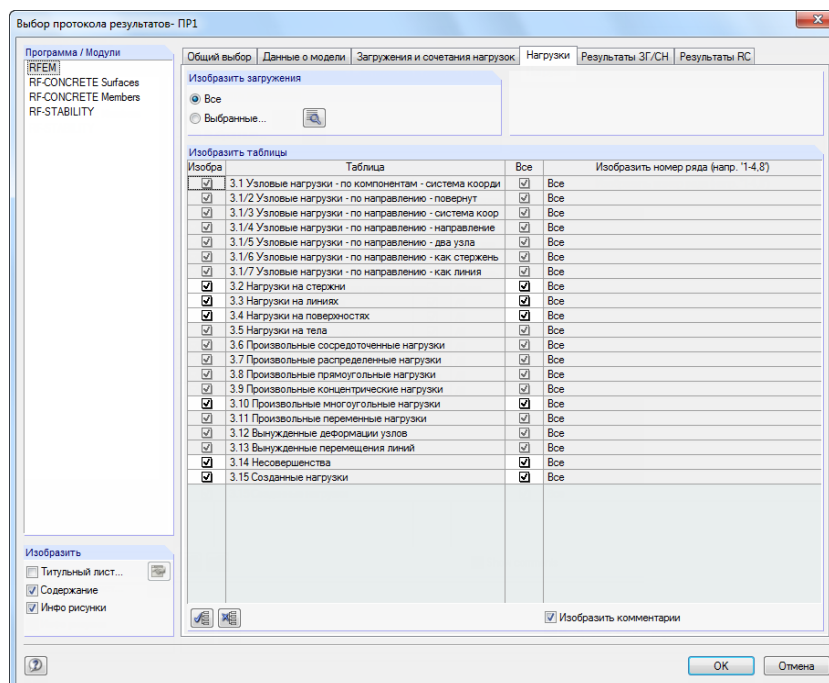 Выбор протокола результатов- ПР1
Программа / Модули
RFEM
RF-CONCRETE Surfaces
RF-CONCRETE Members
RF-STABILITY
Общий выбор Данные о модели Загружения и сочетания нагрузок Нагрузки Результаты ЗГ/СН Результаты RC
Изобразить загружения
Все
Выбранные...
Изобразить таблицы
Изобра Таблица Все Изобразить номер ряда (напр. '1-4,8')
3.1 Узловые нагрузки - по компонентам - система коорди Все
3.1/2 Узловые нагрузки - по направлению - повернут Все
3.1/3 Узловые нагрузки - по направлению - система коор Все
3.1/4 Узловые нагрузки - по направлению - направление Все
3.1/5 Узловые нагрузки - по направлению - два узла Все
3.1/6 Узловые нагрузки - по направлению - как стержень Все
3.1/7 Узловые нагрузки - по направлению - как линия Все
3.2 Нагрузки на стержни Все
3.3 Нагрузки на линиях Все
3.4 Нагрузки на поверхностях Все
3.5 Нагрузки на тела Все
3.6 Произвольные сосредоточенные нагрузки Все
3.7 Произвольные распределенные нагрузки Все
3.8 Произвольные прямоугольные нагрузки Все
3.9 Произвольные концентрические нагрузки Все
3.10 Произвольные многоугольные нагрузки Все
3.11 Произвольные переменные нагрузки Все
3.12 Вынужденные деформации узлов Все
3.13 Вынужденные перемещения линий Все
3.14 Несовершенства Все
3.15 Созданные нагрузки Все
Изобразить
Титульный лист...
Содержание
Инфо рисунки
Изобразить комментарии
OK Отмена